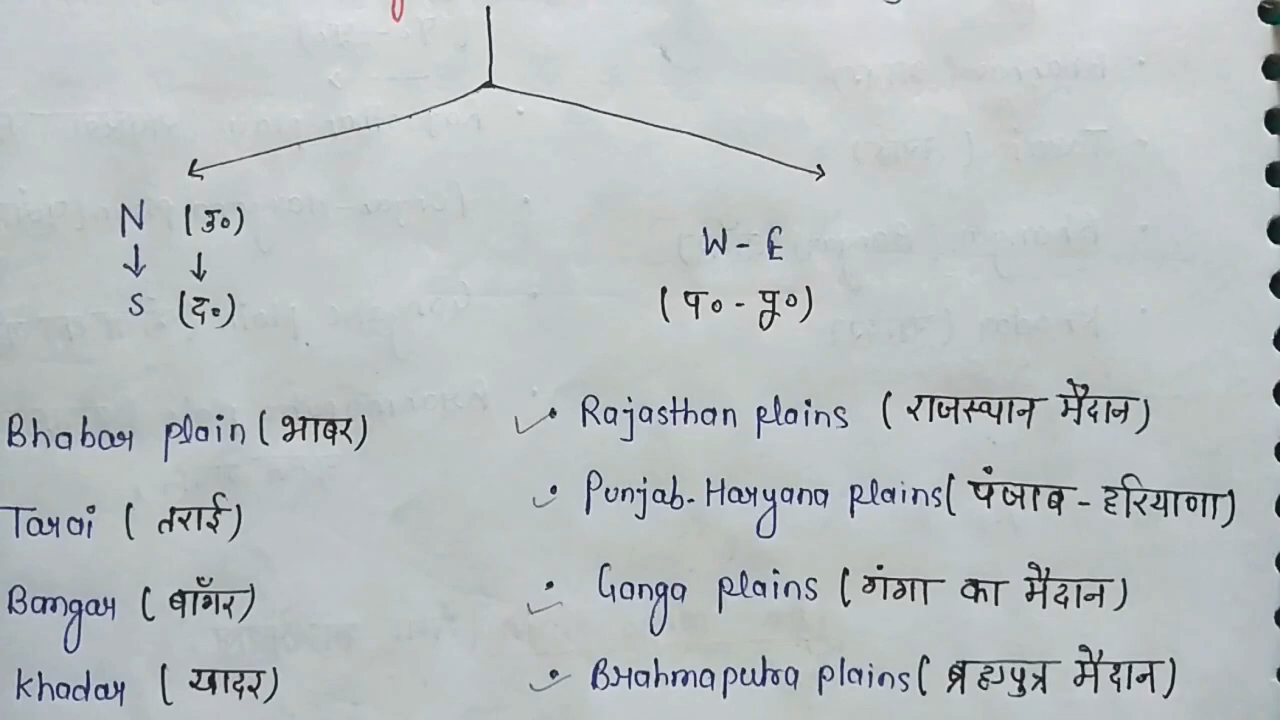 N (उ०)
↓ ↓
S (द०)
W - E
(प० - पू०)
Bhabar plain (भाबर)
Tarai (तराई)
Bangar (बाँगर)
Khadar (खादर)
• Rajasthan plains (राजस्थान मैदान)
• Punjab-Haryana plains (पंजाब - हरियाणा)
• Ganga plains (गंगा का मैदान)
• Brahmaputra plains (ब्रह्मपुत्र मैदान)